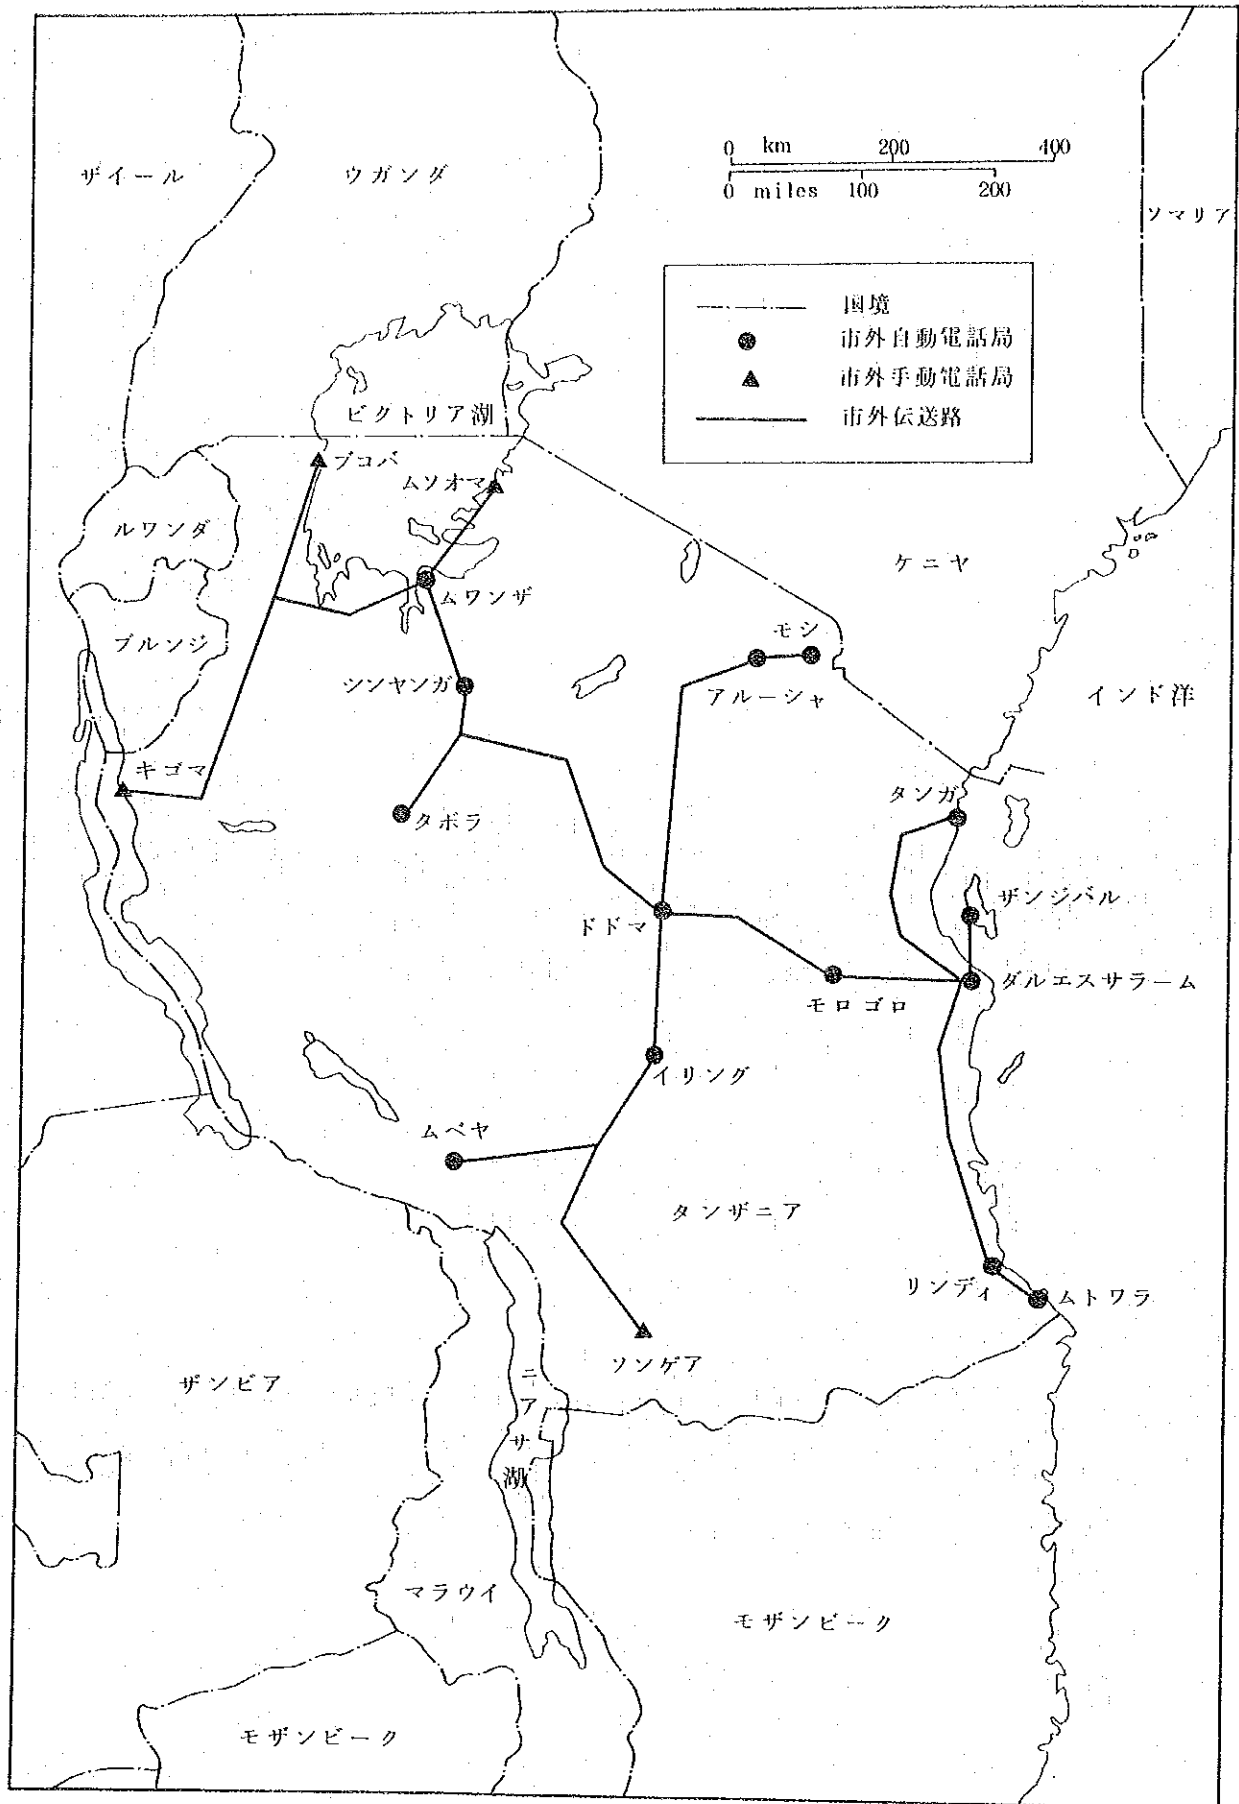 0 km 200 400
0 miles 100 200
ザイール
ウガンダ
ソマリア
国境
市外自動電話局
市外手動電話局
市外伝送路
ビクトリア湖
ブコバ
ムソオマ
ルワンダ
ケニヤ
ムワンザ
ブルンジ
モシ
シンヤンガ
アルーシャ
インド洋
キゴマ
タンガ
タボラ
ザンジバル
ドドマ
ダルエスサラーム
モロゴロ
イリング
ムベヤ
タンザニア
リンディ
ムトワラ
ソンゲア
ザンビア
ニアサ湖
マラウイ
モザンビーク
モザンビーク